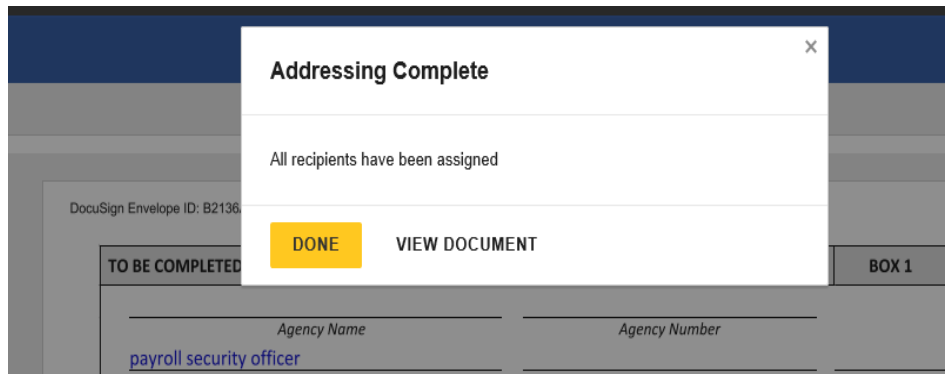 ×
Addressing Complete
All recipients have been assigned
DocuSign Envelope ID: B2136
DONE VIEW DOCUMENT
TO BE COMPLETED BOX 1
Agency Name Agency Number
payroll security officer